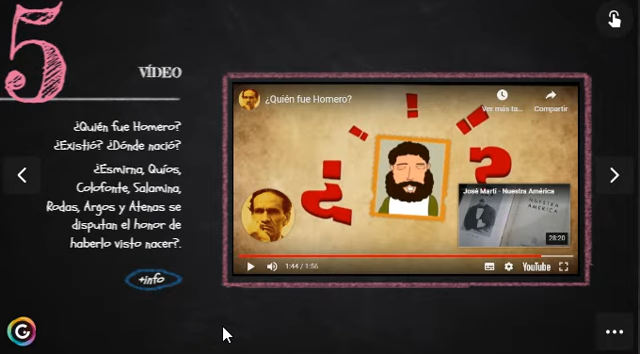 5
VÍDEO
¿Quién fue Homero?
¿Existió? ¿Dónde nació?
¿Esmirna, Quíos,
Colofonte, Salamina,
Rodas, Argos y Atenas se
disputan el honor de
haberlo visto nacer?.
+info
¿Quién fue Homero?
Ver más ta...
Compartir
¿ ?
! ! !
José Martí - Nuestra América
NUESTRA
AMÉRICA
28:20
1:44 / 1:56
YouTube